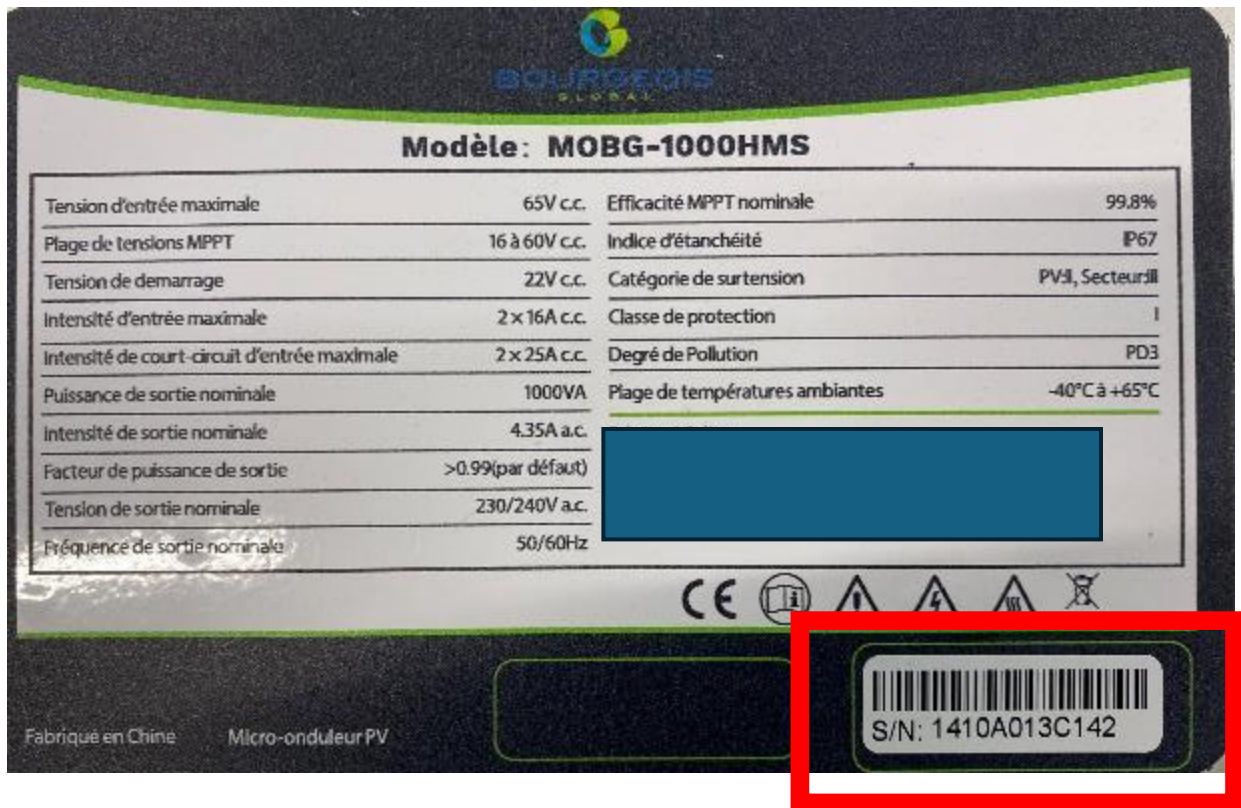 BOURGEOIS
GLOBAL
Modèle: MOBG-1000HMS
Tension d'entrée maximale 65V c.c.
Plage de tensions MPPT 16 à 60V c.c.
Tension de demarrage 22V c.c.
Intensité d'entrée maximale 2 x 16A c.c.
Intensité de court-circuit d'entrée maximale 2 x 25A c.c.
Puissance de sortie nominale 1000VA
Intensité de sortie nominale 4.35A a.c.
Facteur de puissance de sortie >0.99(par défaut)
Tension de sortie nominale 230/240V a.c.
Fréquence de sortie nominale 50/60Hz
Efficacité MPPT nominale 99.8%
Indice d'étanchéité IP67
Catégorie de surtension PV:II, Secteur:III
Classe de protection I
Degré de Pollution PD3
Plage de températures ambiantes -40°C à +65°C
CE
Fabriqué en Chine Micro-onduleur PV
S/N: 1410A013C142